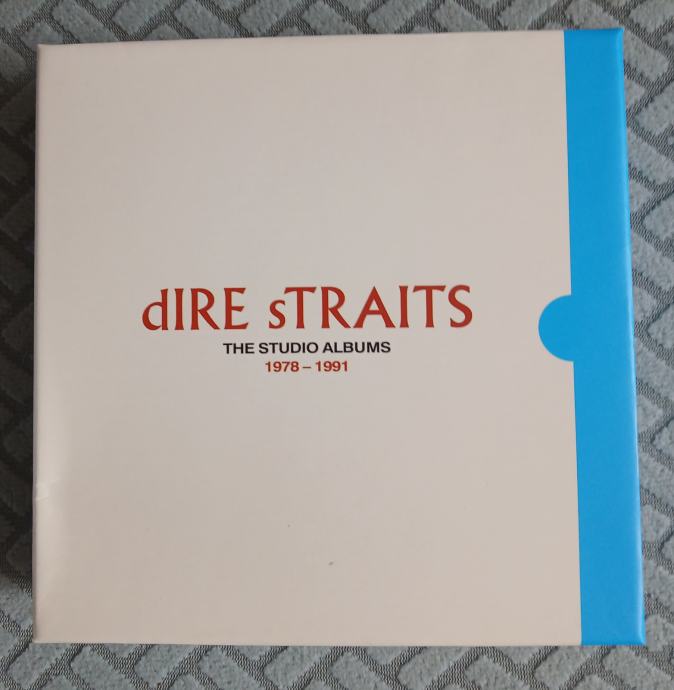 dIRE sTRAITS
THE STUDIO ALBUMS
1978 – 1991